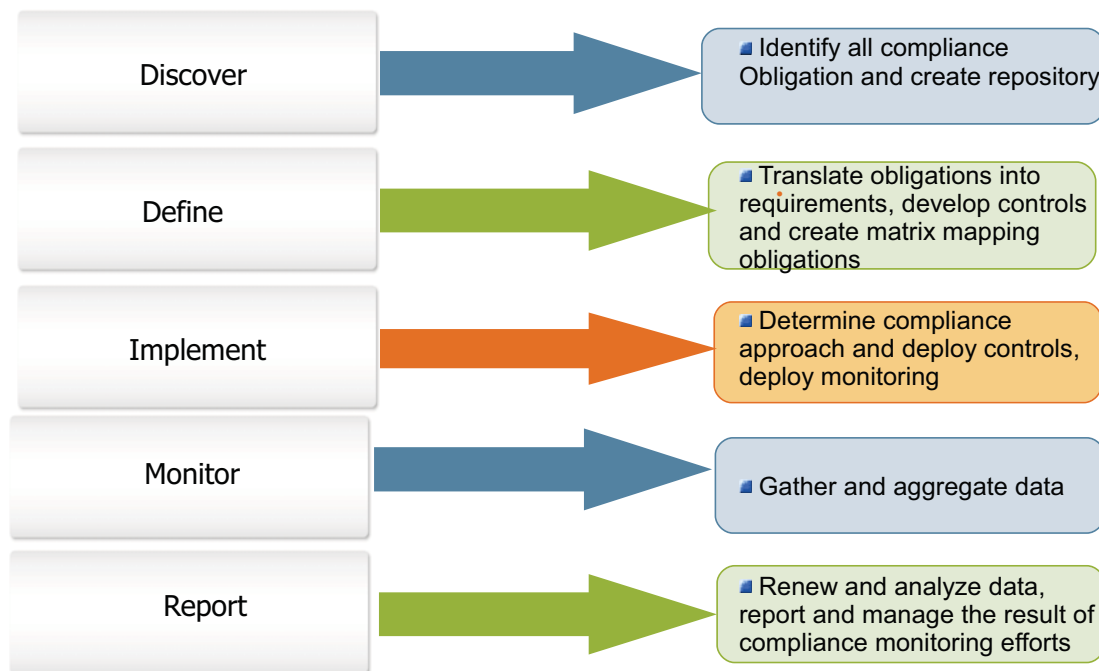 Discover
Identify all compliance
Obligation and create repository
Define
Translate obligations into
requirements, develop controls
and create matrix mapping
obligations
Implement
Determine compliance
approach and deploy controls,
deploy monitoring
Monitor
Gather and aggregate data
Report
Renew and analyze data,
report and manage the result of
compliance monitoring efforts